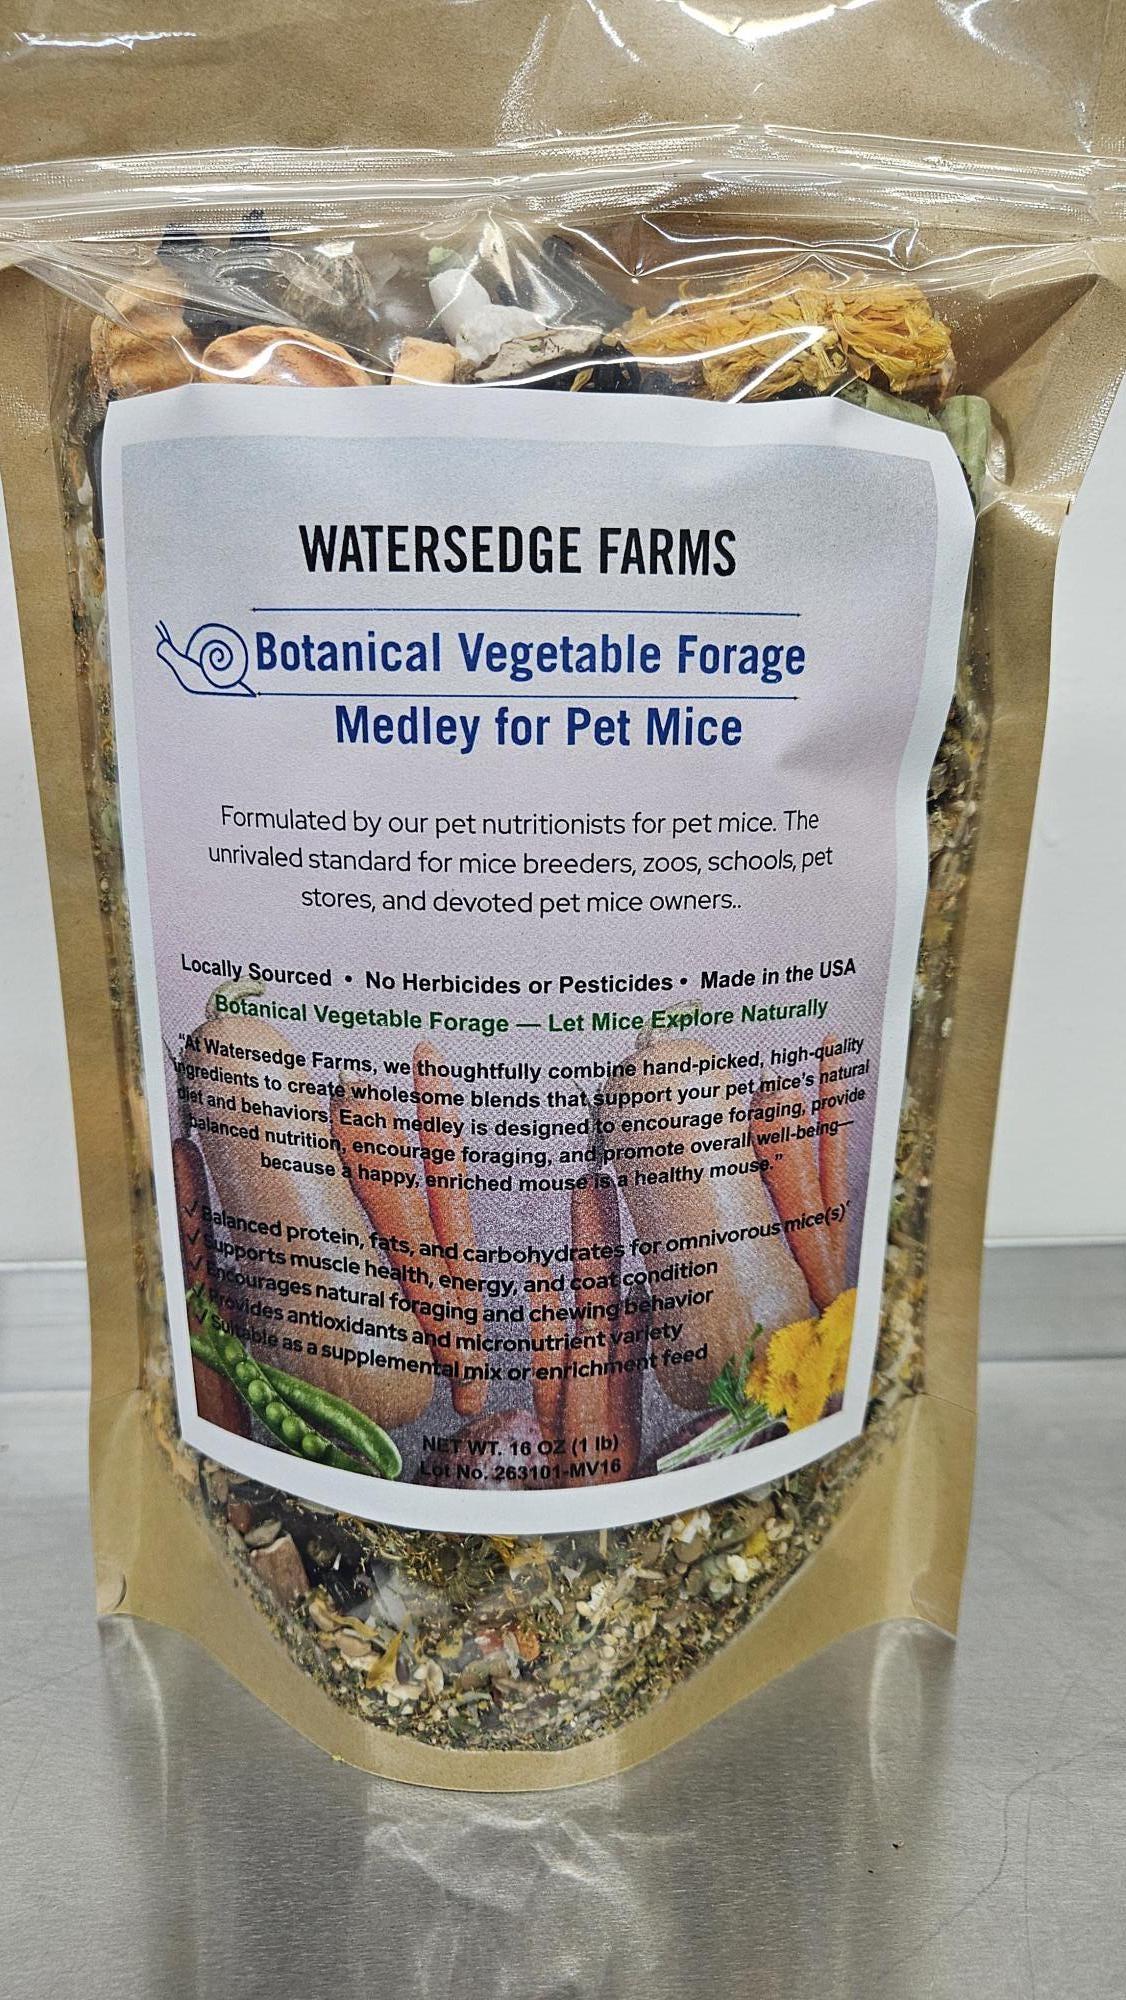 WATERSEDGE FARMS
Botanical Vegetable Forage
Medley for Pet Mice
Formulated by our pet nutritionists for pet mice. The
unrivaled standard for mice breeders, zoos, schools, pet
stores, and devoted pet mice owners..
Locally Sourced • No Herbicides or Pesticides • Made in the USA
Botanical Vegetable Forage — Let Mice Explore Naturally
"At Watersedge Farms, we thoughtfully combine hand-picked, high-quality
ingredients to create wholesome blends that support your pet mice's natural
diet and behaviors. Each medley is designed to encourage foraging, provide
balanced nutrition, encourage foraging, and promote overall well-being—
because a happy, enriched mouse is a healthy mouse."
✓ Balanced protein, fats, and carbohydrates for omnivorous mice(s)'
✓ Supports muscle health, energy, and coat condition
✓ Encourages natural foraging and chewing behavior
✓ Provides antioxidants and micronutrient variety
✓ Suitable as a supplemental mix or enrichment feed
NET WT. 16 OZ (1 lb)
Lot No. 263101-MV16